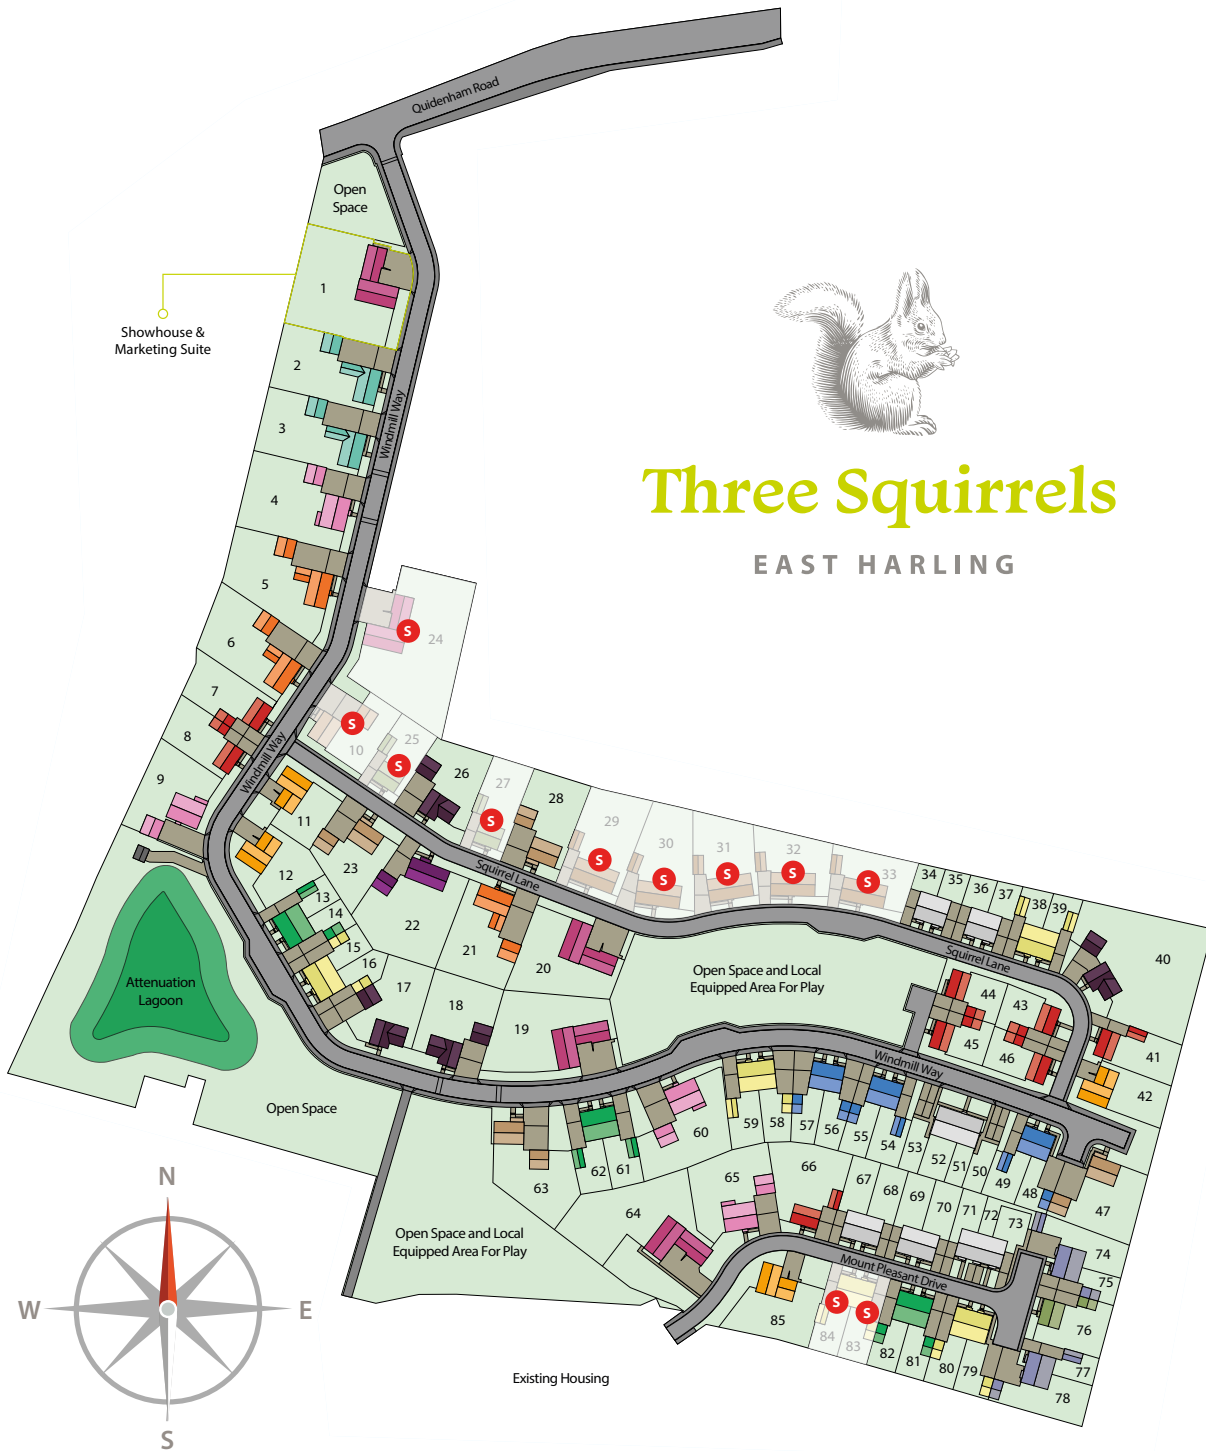 Quidenham Road
Open
Space
1
Showhouse &
Marketing Suite
2
Windmill Way
3
4
Three Squirrels
EAST HARLING
5
6
S
24
7
S
10
25
S
8
Windmill Way
9
26
27
S
28
11
29
S
30
S
31
S
32
S
33
S
34
35
36
37
38
39
23
Squirrel Lane
12
13
14
15
16
22
21
20
Squirrel Lane
40
Open Space and Local
Equipped Area For Play
Attenuation
Lagoon
17
18
19
44
43
45
46
41
42
Windmill Way
Open Space
60
59
58
57
56
55
54
53
52
51
50
49
48
47
62
61
63
64
65
66
67
68
69
70
71
72
73
74
75
76
77
78
Open Space and Local
Equipped Area For Play
Mount Pleasant Drive
S
S
85
84
83
82
81
80
79
N
W
E
S
Existing Housing